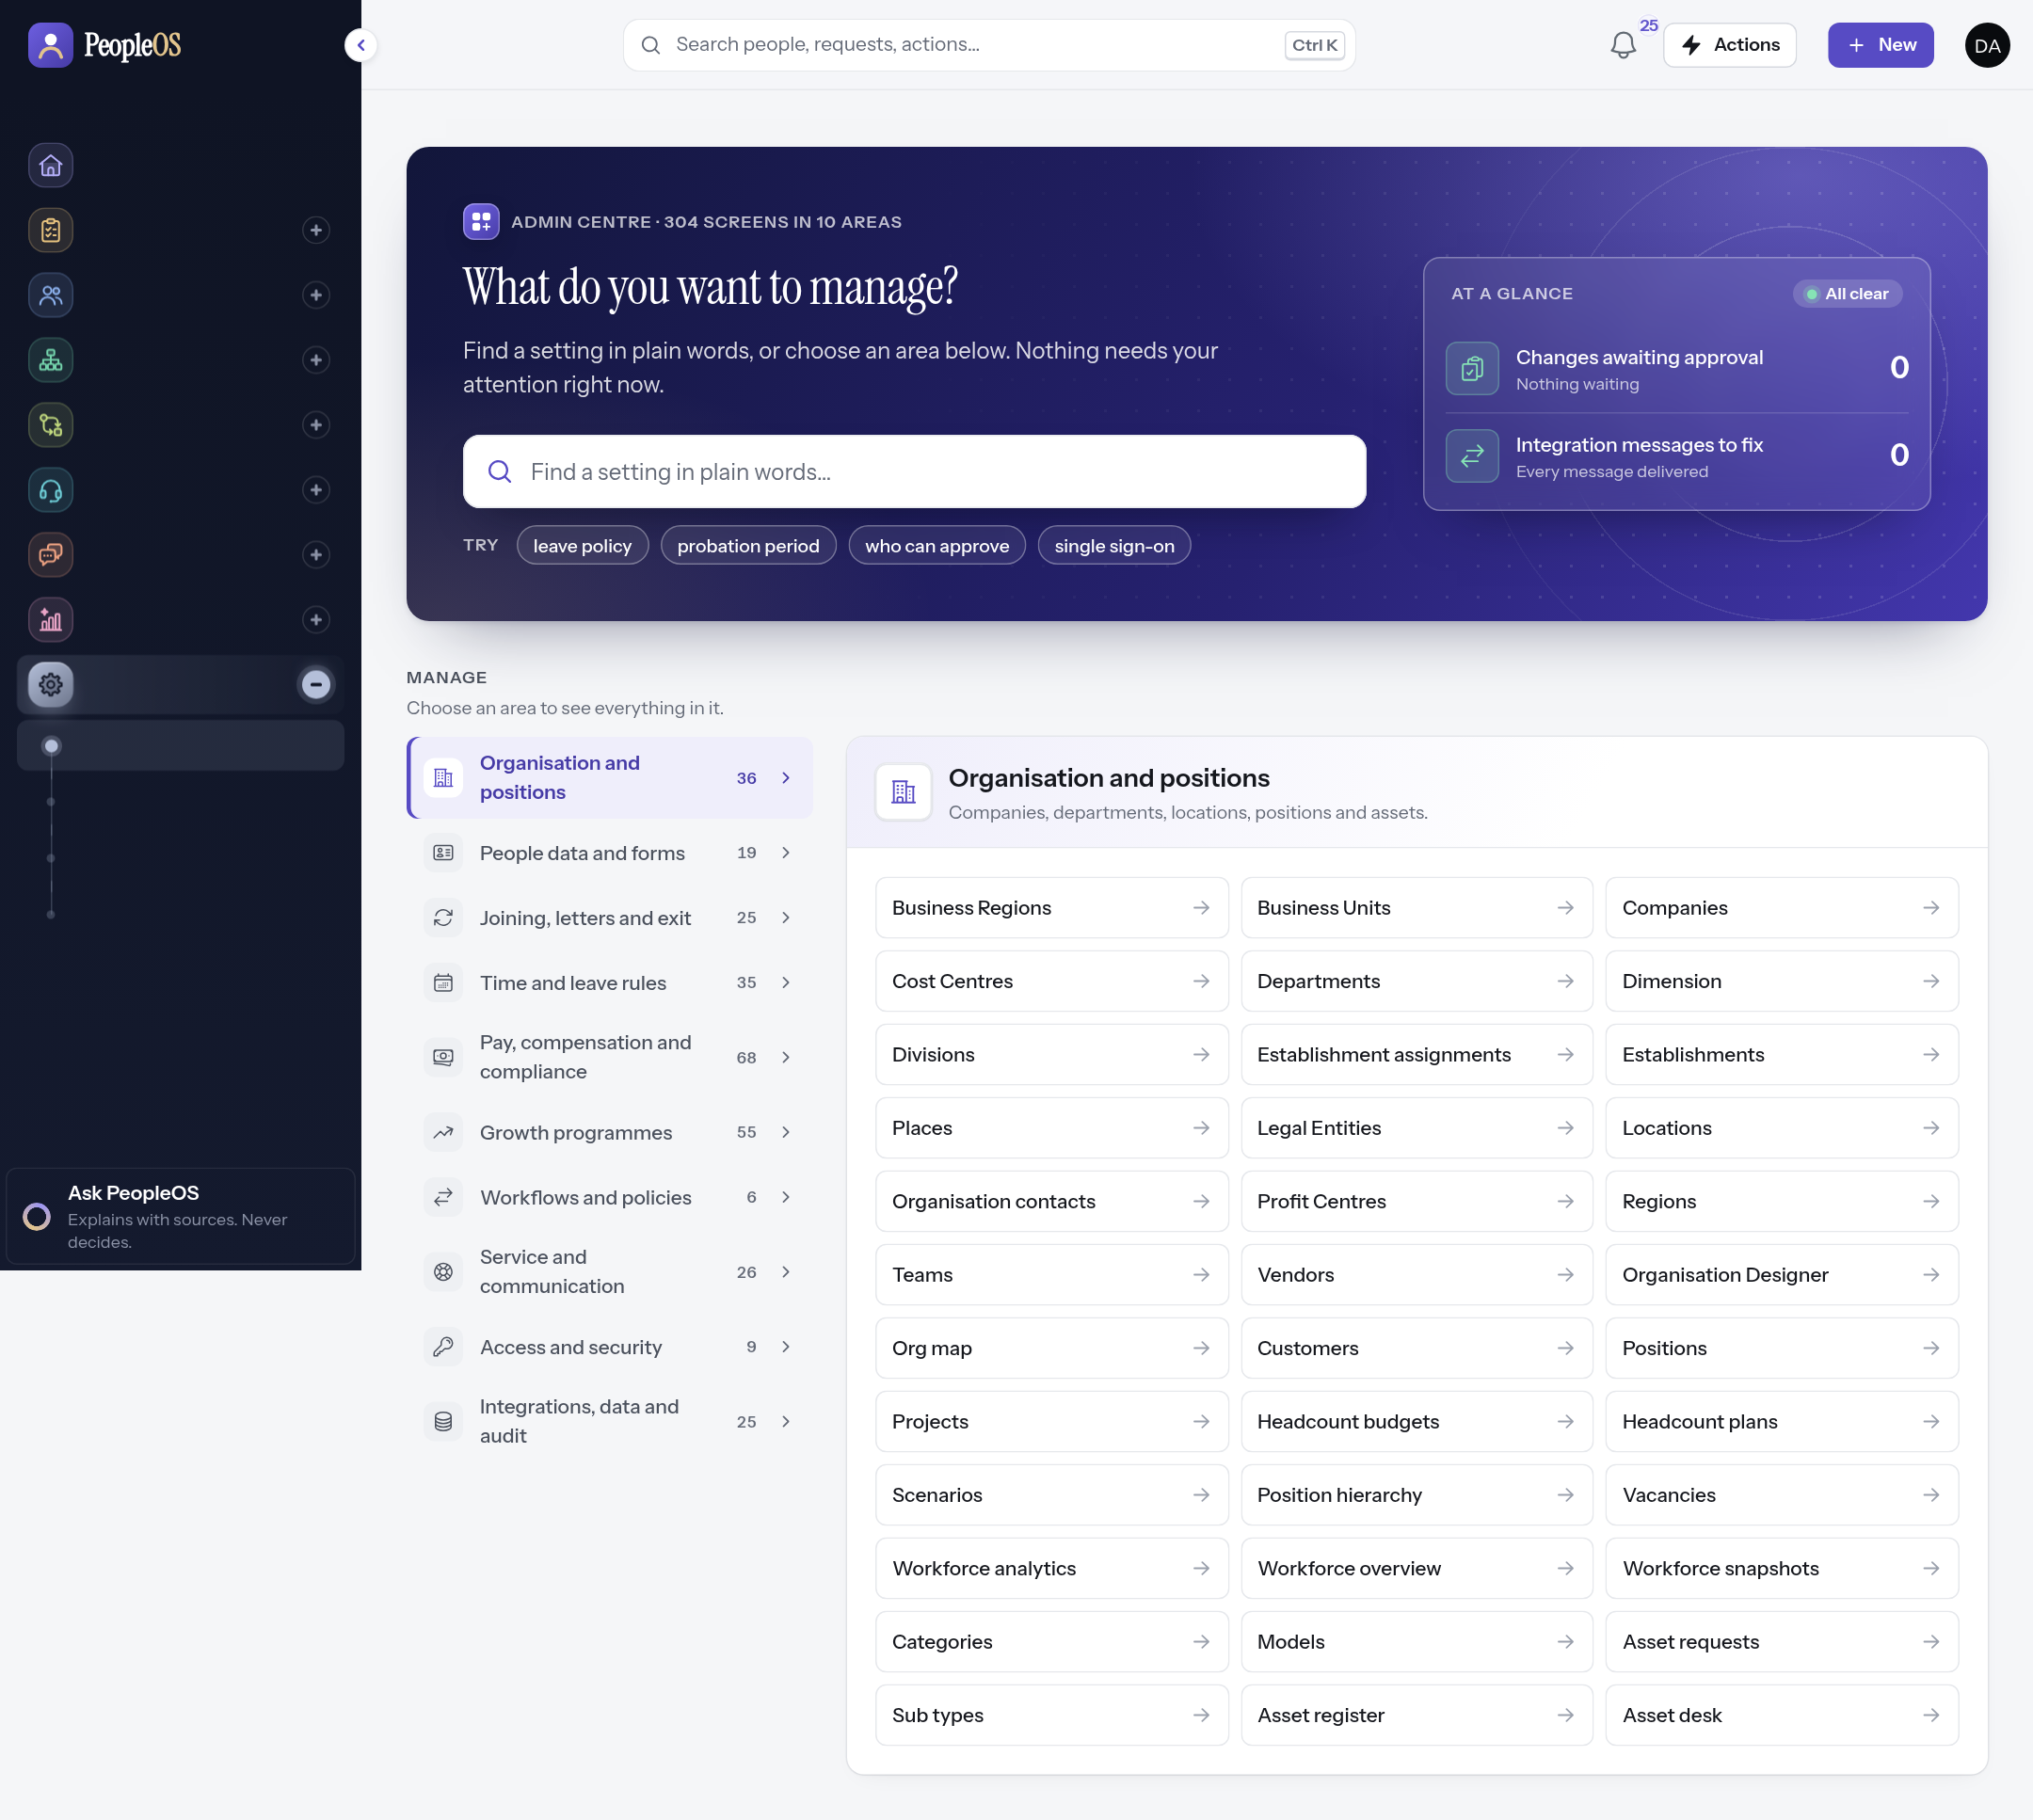 PeopleOS
Search people, requests, actions...
Ctrl K
25
Actions
New
DA
ADMIN CENTRE · 304 SCREENS IN 10 AREAS
What do you want to manage?
Find a setting in plain words, or choose an area below. Nothing needs your
attention right now.
Find a setting in plain words...
TRY
leave policy
probation period
who can approve
single sign-on
AT A GLANCE
All clear
Changes awaiting approval
Nothing waiting
0
Integration messages to fix
Every message delivered
0
MANAGE
Choose an area to see everything in it.
Organisation and
positions
36
People data and forms
19
Joining, letters and exit
25
Time and leave rules
35
Pay, compensation and
compliance
68
Growth programmes
55
Workflows and policies
6
Service and
communication
26
Access and security
9
Integrations, data and
audit
25
Organisation and positions
Companies, departments, locations, positions and assets.
Business Regions
Business Units
Companies
Cost Centres
Departments
Dimension
Divisions
Establishment assignments
Establishments
Places
Legal Entities
Locations
Organisation contacts
Profit Centres
Regions
Teams
Vendors
Organisation Designer
Org map
Customers
Positions
Projects
Headcount budgets
Headcount plans
Scenarios
Position hierarchy
Vacancies
Workforce analytics
Workforce overview
Workforce snapshots
Categories
Models
Asset requests
Sub types
Asset register
Asset desk
Ask PeopleOS
Explains with sources. Never
decides.